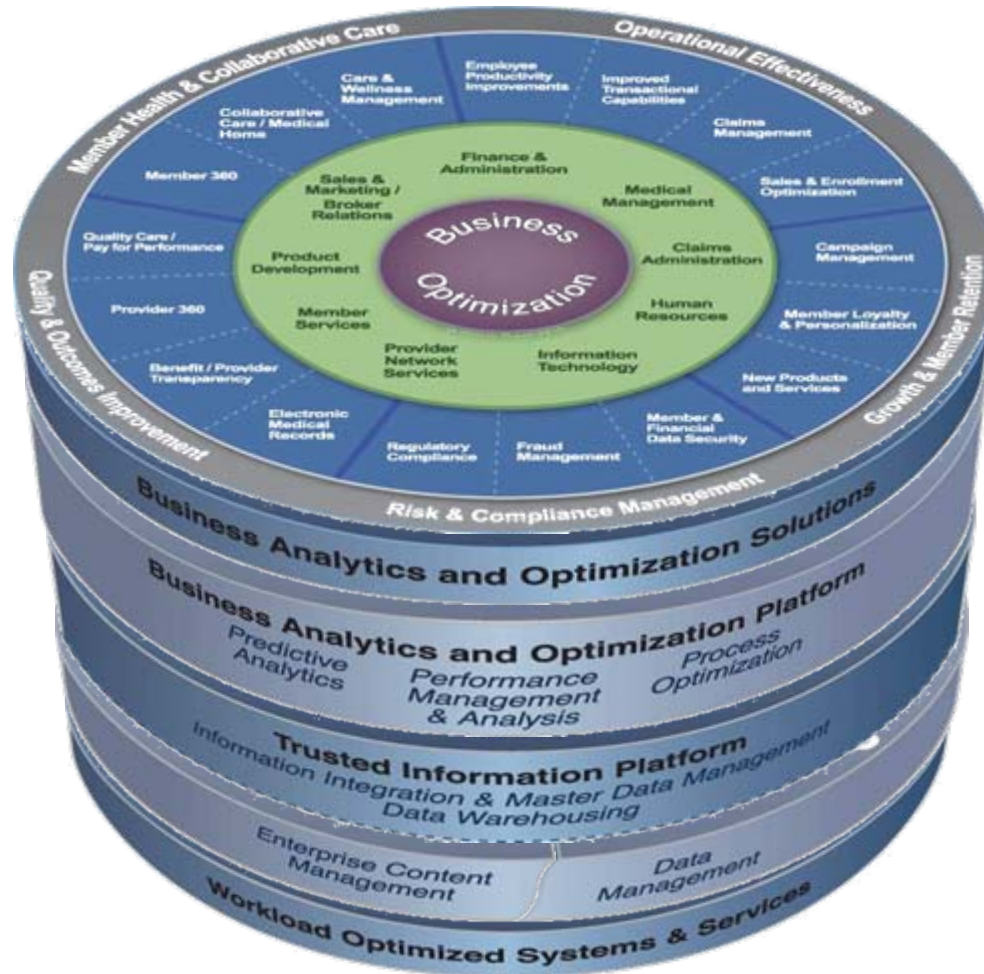 Member Health & Collaborative Care
Operational Effectiveness
Growth & Member Retention
Risk & Compliance Management
Quality & Outcomes Improvement
Care &
Wellness
Management
Employee
Productivity
Improvements
Improved
Transactional
Capabilities
Claims
Management
Sales & Enrollment
Optimization
Campaign
Management
Member Loyalty
& Personalization
New Products
and Services
Member &
Financial
Data Security
Fraud
Management
Regulatory
Compliance
Electronic
Medical
Records
Benefit / Provider
Transparency
Provider 360
Quality Care /
Pay for Performance
Member 360
Collaborative
Care / Medical
Home
Finance &
Administration
Medical
Management
Claims
Administration
Human
Resources
Information
Technology
Provider
Network
Services
Member
Services
Product
Development
Sales &
Marketing /
Broker
Relations
Business
Optimization
Business Analytics and Optimization Solutions
Business Analytics and Optimization Platform
Predictive
Analytics
Performance
Management
& Analysis
Process
Optimization
Trusted Information Platform
Information Integration & Master Data Management
Data Warehousing
Enterprise Content
Management
Data
Management
Workload Optimized Systems & Services